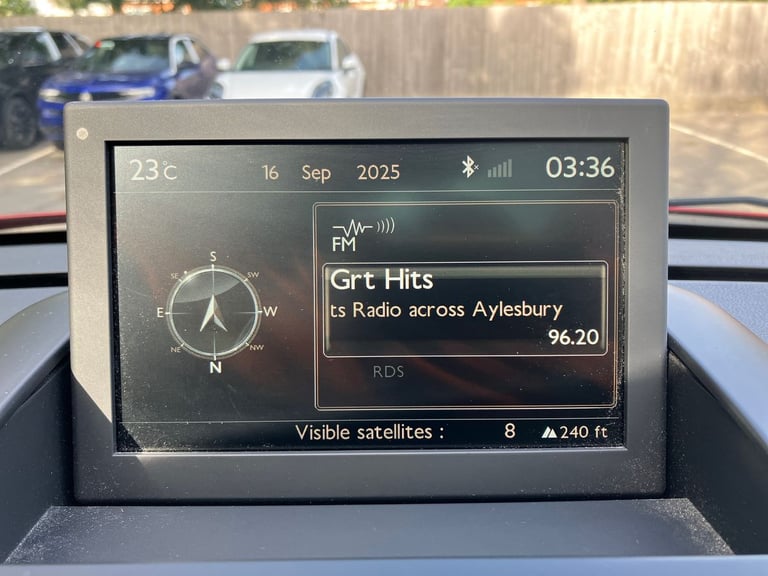 23°C 16 Sep 2025 03:36
S
SE SW
E W
NE NW
N
FM
Grt Hits
ts Radio across Aylesbury
96.20
RDS
Visible satellites : 8 240 ft